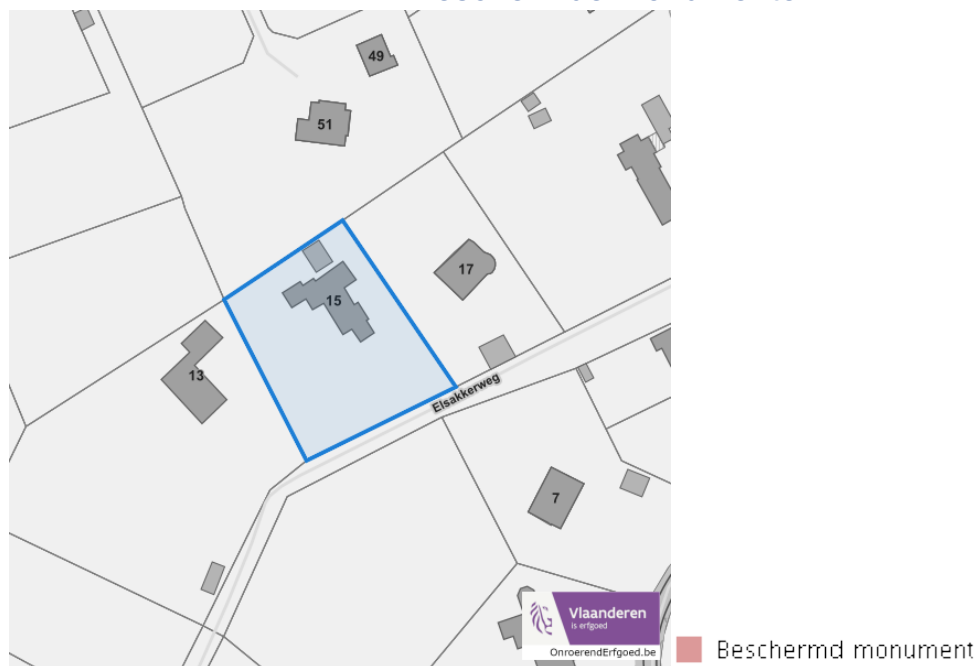 49
51
17
15
13
Elsakkerweg
7
Vlaanderen
is erfgoed
OnroerendErfgoed.be
Beschermd monument